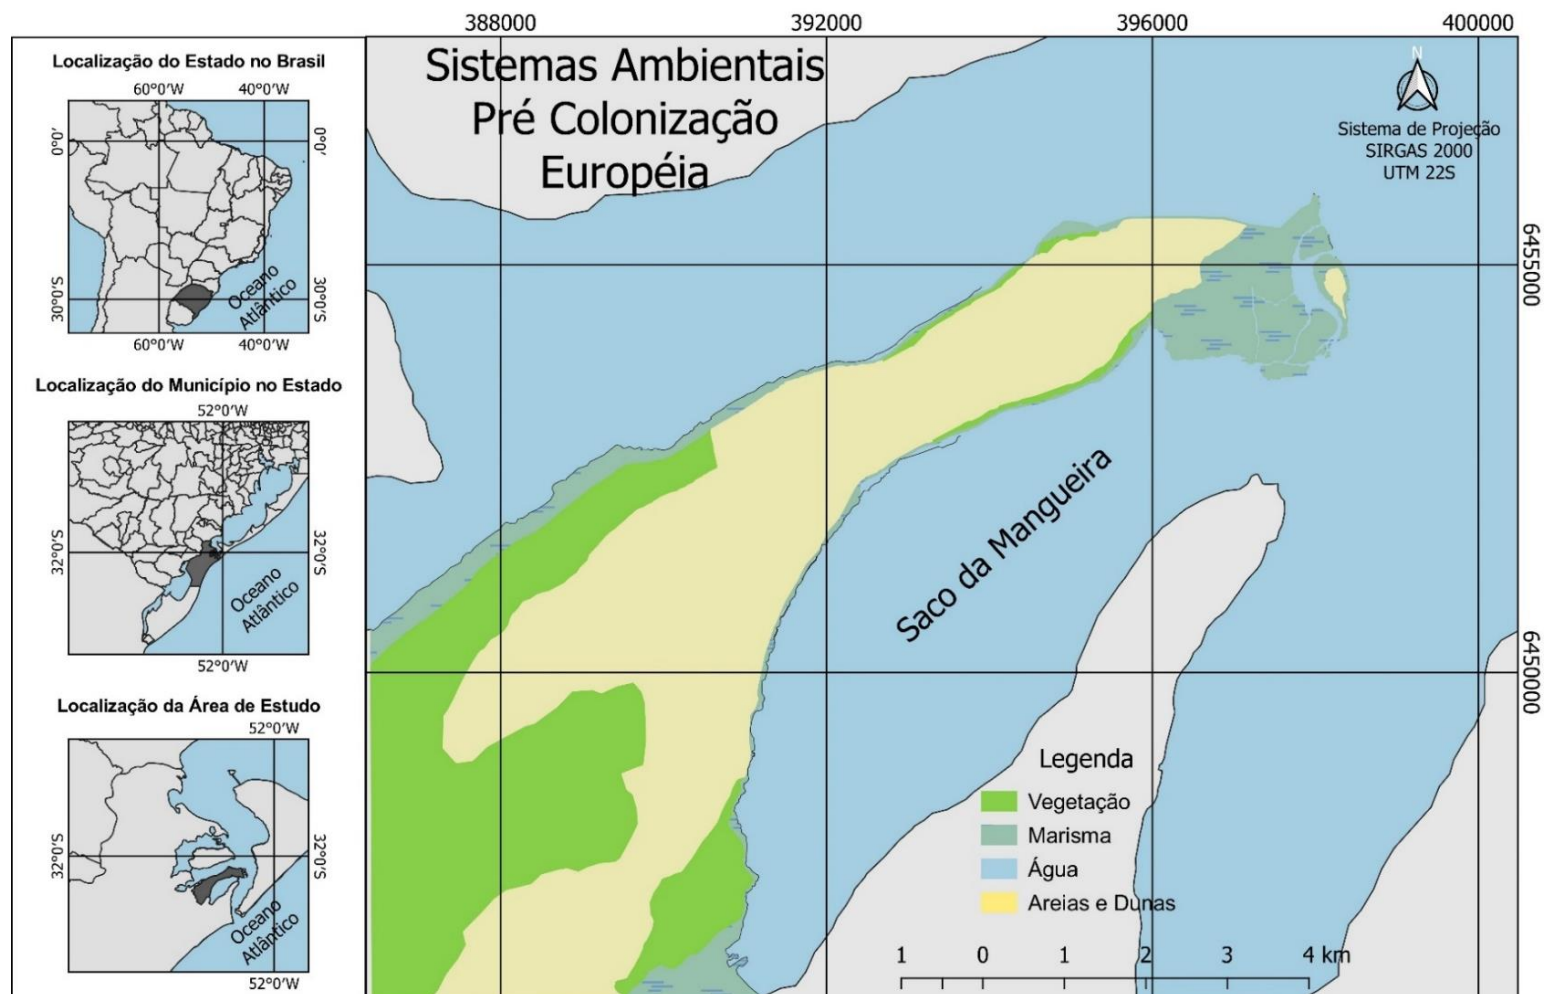 388000 392000 396000 400000
Localização do Estado no Brasil
60°0'W 40°0'W
0°0'
0°0'
30°0'S
30°0'S
Oceano
Atlântico
60°0'W 40°0'W
Localização do Município no Estado
52°0'W
32°0'S
32°0'S
Oceano
Atlântico
52°0'W
Localização da Área de Estudo
52°0'W
32°0'S
32°0'S
Oceano
Atlântico
52°0'W
Sistemas Ambientais
Pré Colonização
Européia
N
Sistema de Projeção
SIRGAS 2000
UTM 22S
6455000
Saco da Mangueira
6450000
Legenda
Vegetação
Marisma
Água
Areias e Dunas
1 0 1 2 3 4 km